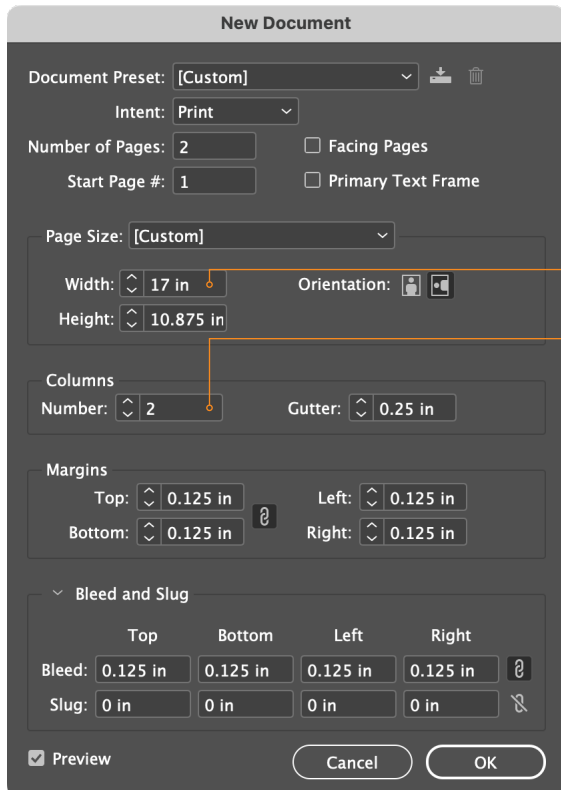 New Document
Document Preset: [Custom]
Intent: Print
Number of Pages: 2 Facing Pages
Start Page #: 1 Primary Text Frame
Page Size: [Custom]
Width: 17 in Orientation:
Height: 10.875 in
Columns
Number: 2 Gutter: 0.25 in
Margins
Top: 0.125 in Left: 0.125 in
Bottom: 0.125 in Right: 0.125 in
Bleed and Slug
Top Bottom Left Right
Bleed: 0.125 in 0.125 in 0.125 in 0.125 in
Slug: 0 in 0 in 0 in 0 in
Preview Cancel OK